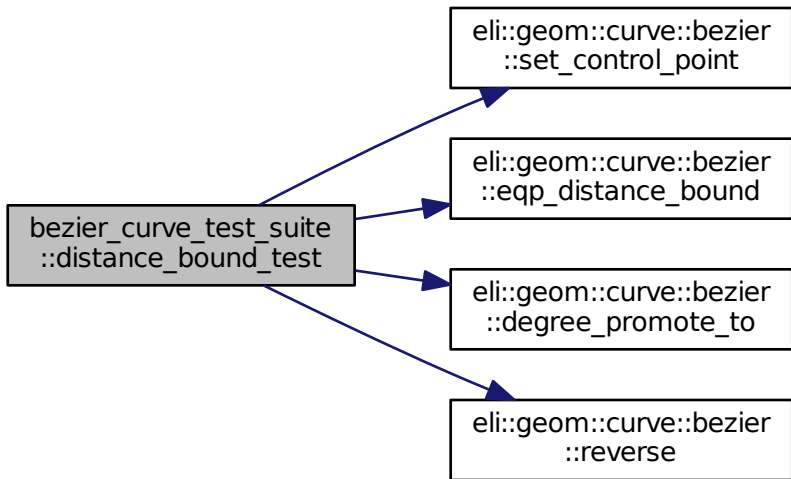 bezier_curve_test_suite
::distance_bound_test
eli::geom::curve::bezier
::set_control_point
eli::geom::curve::bezier
::eqp_distance_bound
eli::geom::curve::bezier
::degree_promote_to
eli::geom::curve::bezier
::reverse